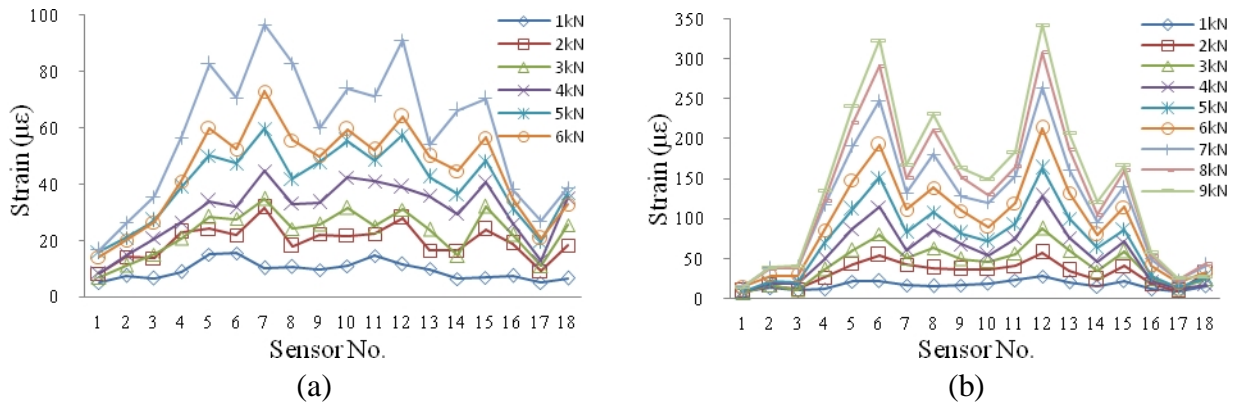 100
80
60
40
20
0
Strain (με)
1 2 3 4 5 6 7 8 9 10 11 12 13 14 15 16 17 18
Sensor No.
1kN
2kN
3kN
4kN
5kN
6kN
(a)
350
300
250
200
150
100
50
0
Strain (με)
1 2 3 4 5 6 7 8 9 10 11 12 13 14 15 16 17 18
Sensor No.
1kN
2kN
3kN
4kN
5kN
6kN
7kN
8kN
9kN
(b)